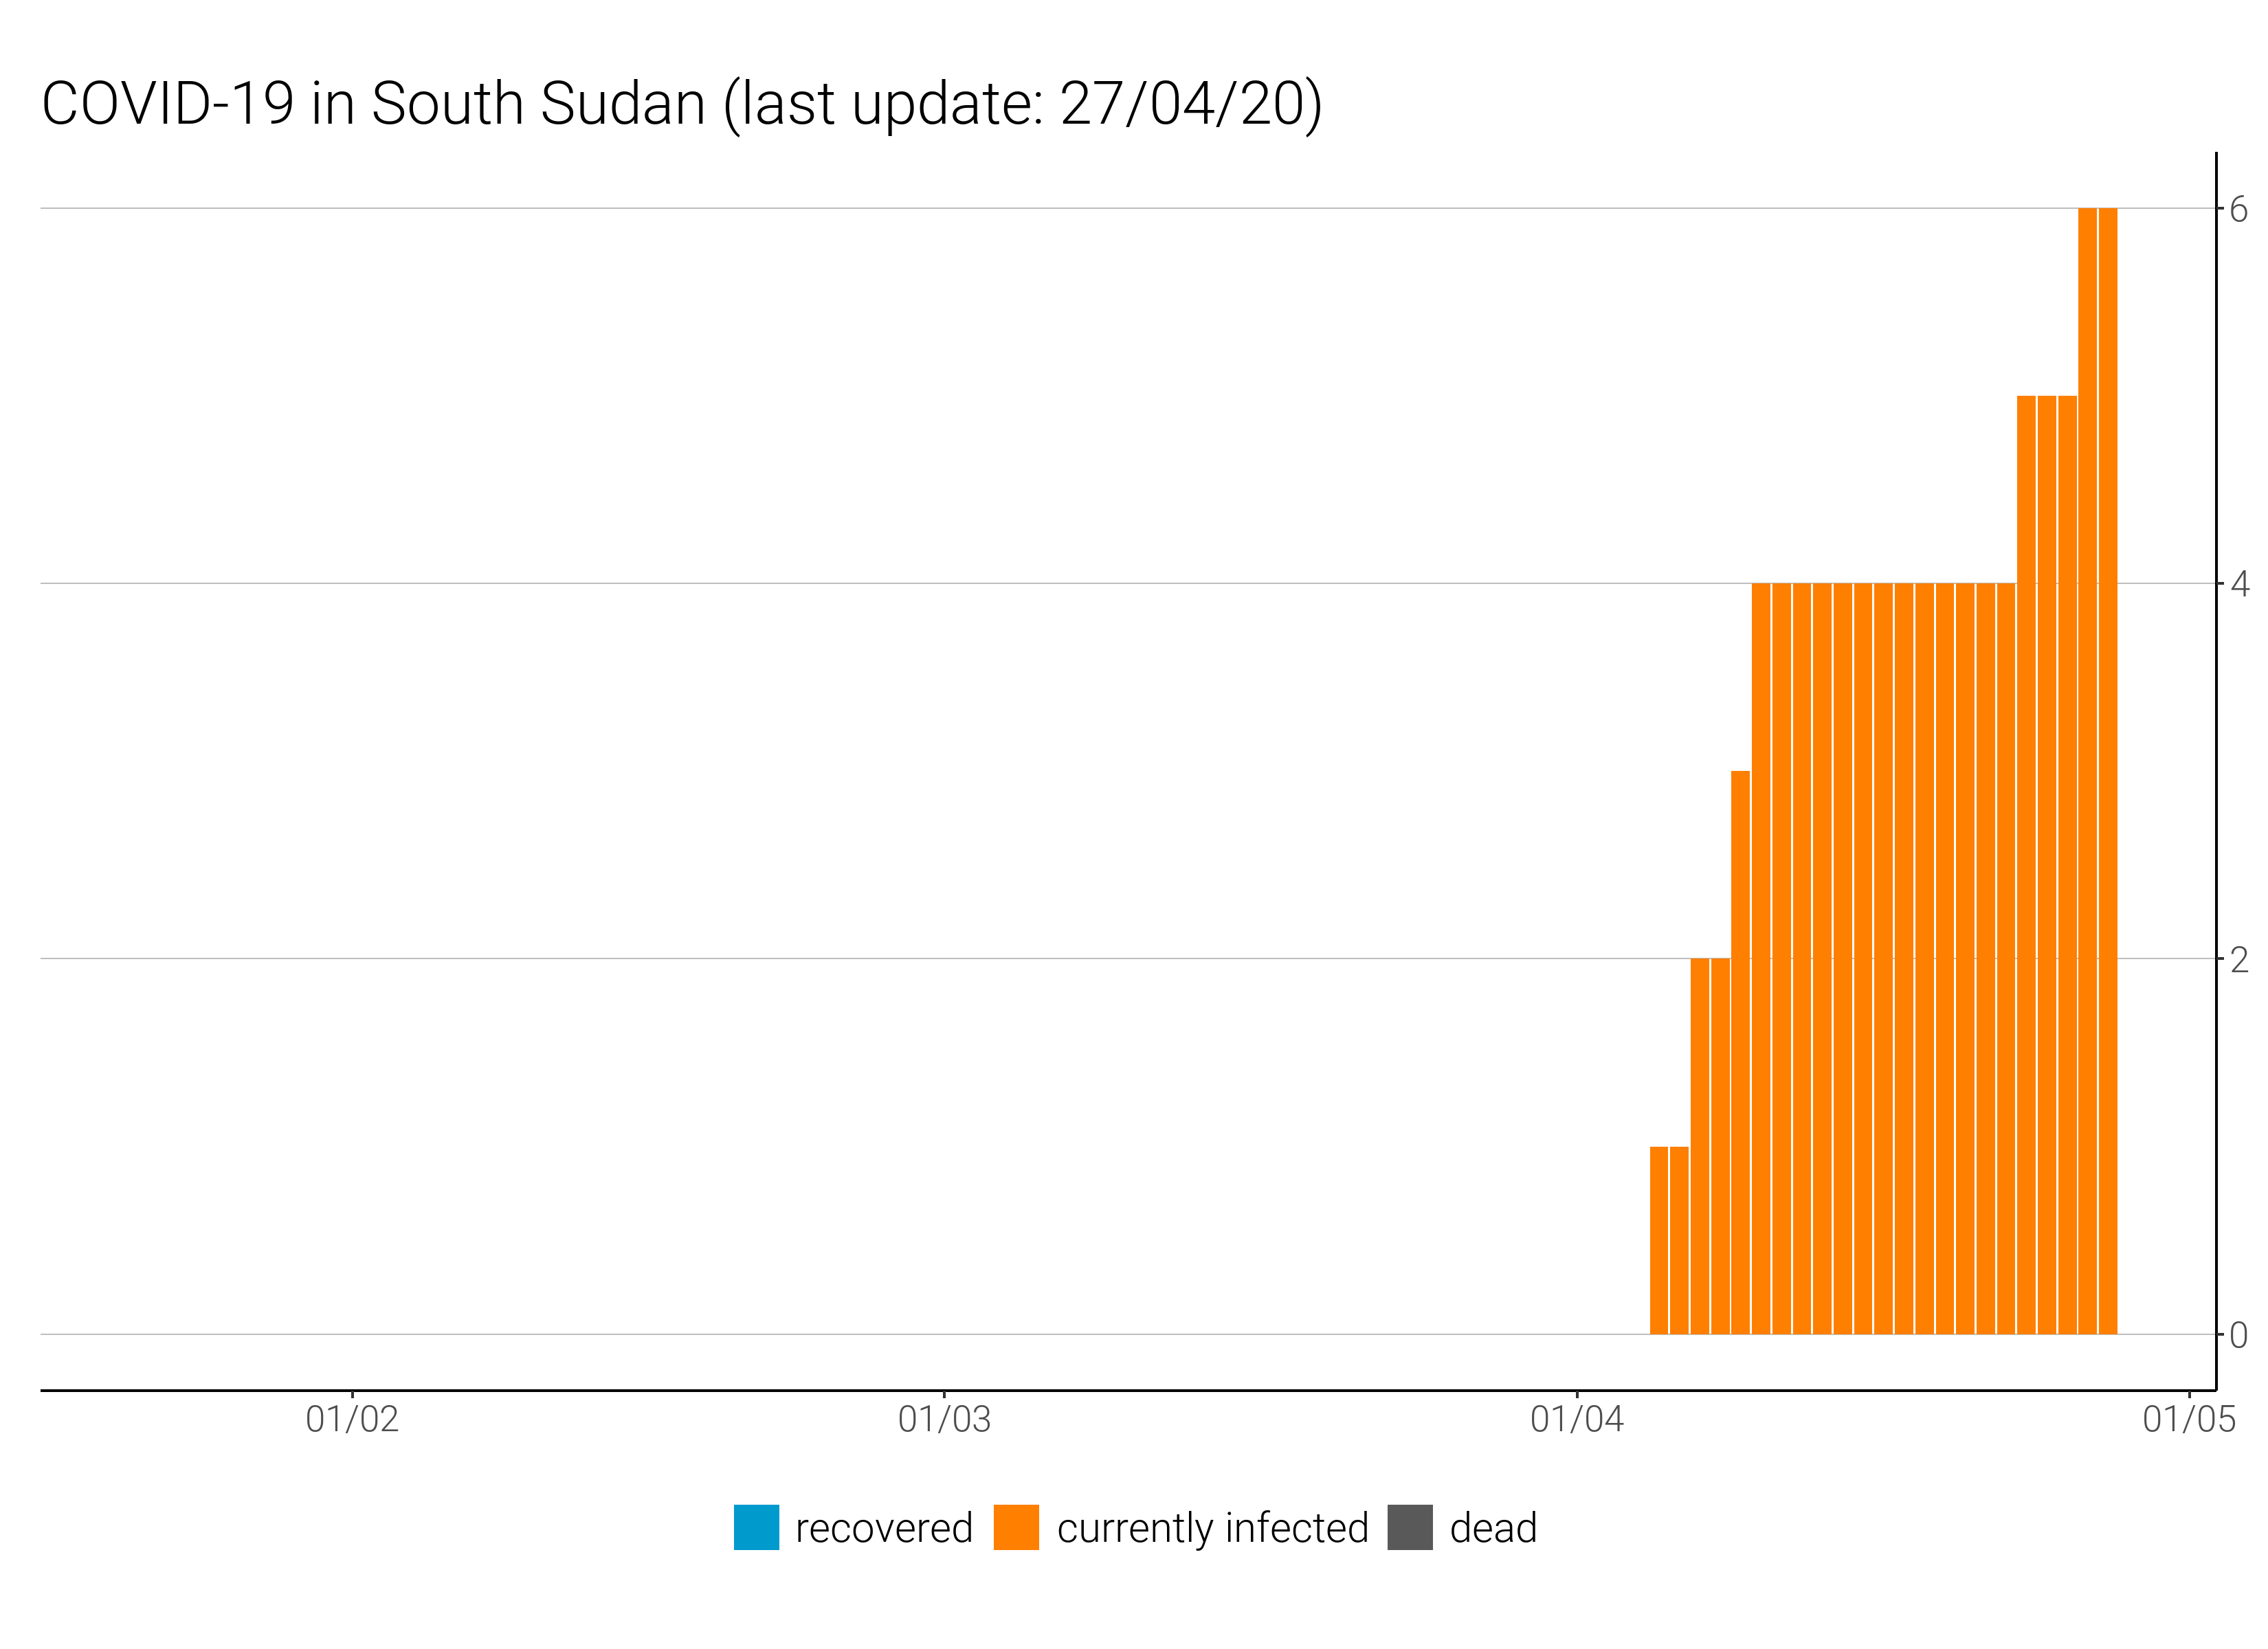 COVID-19 in South Sudan (last update: 27/04/20)
6
4
2
0
01/02 01/03 01/04 01/05
recovered currently infected dead